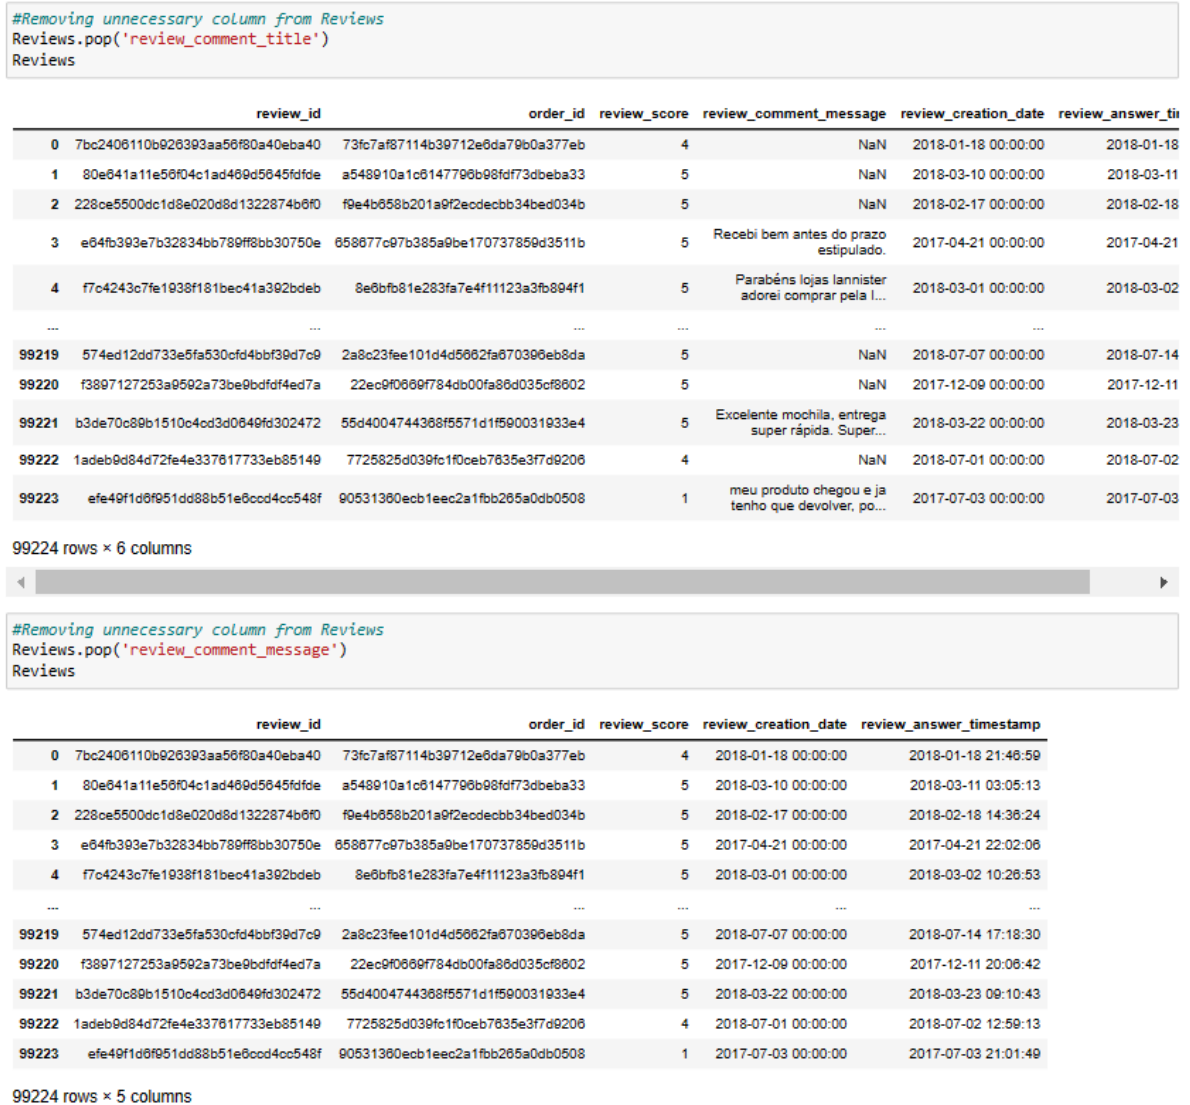 #Removing unnecessary column from Reviews
Reviews.pop('review_comment_title')
Reviews
review_id order_id review_score review_comment_message review_creation_date review_answer_ti
0 7bc2406110b926393aa56f80a40eba40 73fc7af87114b39712e6da79b0a377eb 4 NaN 2018-01-18 00:00:00 2018-01-18
1 80e641a11e56f04c1ad469d5645fdfde a548910a1c6147796b98fdf73dbeba33 5 NaN 2018-03-10 00:00:00 2018-03-11
2 228ce5500dc1d8e020d8d1322874b6f0 f9e4b658b201a9f2ecdecbb34bed034b 5 NaN 2018-02-17 00:00:00 2018-02-18
3 e64fb393e7b32834bb789ff8bb30750e 658677c97b385a9be170737859d3511b 5 Recebi bem antes do prazo estipulado. 2017-04-21 00:00:00 2017-04-21
4 f7c4243c7fe1938f181bec41a392bdeb 8e6bfb81e283fa7e4f11123a3fb894f1 5 Parabéns lojas lannister adorei comprar pela I... 2018-03-01 00:00:00 2018-03-02
... ... ... ... ... ...
99219 574ed12dd733e5fa530cfd4bbf39d7c9 2a8c23fee101d4d5662fa670396eb8da 5 NaN 2018-07-07 00:00:00 2018-07-14
99220 f3897127253a9592a73be9bdfdf4ed7a 22ec9f0669f784db00fa86d035cf8602 5 NaN 2017-12-09 00:00:00 2017-12-11
99221 b3de70c89b1510c4cd3d0649fd302472 55d4004744368f5571d1f590031933e4 5 Excelente mochila, entrega super rápida. Super... 2018-03-22 00:00:00 2018-03-23
99222 1adeb9d84d72fe4e337617733eb85149 7725825d039fc1f0ceb7635e3f7d9206 4 NaN 2018-07-01 00:00:00 2018-07-02
99223 efe49f1d6f951dd88b51e6ccd4cc548f 90531360ecb1eec2a1fbb265a0db0508 1 meu produto chegou e ja tenho que devolver, po... 2017-07-03 00:00:00 2017-07-03
99224 rows × 6 columns
#Removing unnecessary column from Reviews
Reviews.pop('review_comment_message')
Reviews
review_id order_id review_score review_creation_date review_answer_timestamp
0 7bc2406110b926393aa56f80a40eba40 73fc7af87114b39712e6da79b0a377eb 4 2018-01-18 00:00:00 2018-01-18 21:46:59
1 80e641a11e56f04c1ad469d5645fdfde a548910a1c6147796b98fdf73dbeba33 5 2018-03-10 00:00:00 2018-03-11 03:05:13
2 228ce5500dc1d8e020d8d1322874b6f0 f9e4b658b201a9f2ecdecbb34bed034b 5 2018-02-17 00:00:00 2018-02-18 14:36:24
3 e64fb393e7b32834bb789ff8bb30750e 658677c97b385a9be170737859d3511b 5 2017-04-21 00:00:00 2017-04-21 22:02:06
4 f7c4243c7fe1938f181bec41a392bdeb 8e6bfb81e283fa7e4f11123a3fb894f1 5 2018-03-01 00:00:00 2018-03-02 10:26:53
... ... ... ... ... ...
99219 574ed12dd733e5fa530cfd4bbf39d7c9 2a8c23fee101d4d5662fa670396eb8da 5 2018-07-07 00:00:00 2018-07-14 17:18:30
99220 f3897127253a9592a73be9bdfdf4ed7a 22ec9f0669f784db00fa86d035cf8602 5 2017-12-09 00:00:00 2017-12-11 20:06:42
99221 b3de70c89b1510c4cd3d0649fd302472 55d4004744368f5571d1f590031933e4 5 2018-03-22 00:00:00 2018-03-23 09:10:43
99222 1adeb9d84d72fe4e337617733eb85149 7725825d039fc1f0ceb7635e3f7d9206 4 2018-07-01 00:00:00 2018-07-02 12:59:13
99223 efe49f1d6f951dd88b51e6ccd4cc548f 90531360ecb1eec2a1fbb265a0db0508 1 2017-07-03 00:00:00 2017-07-03 21:01:49
99224 rows × 5 columns